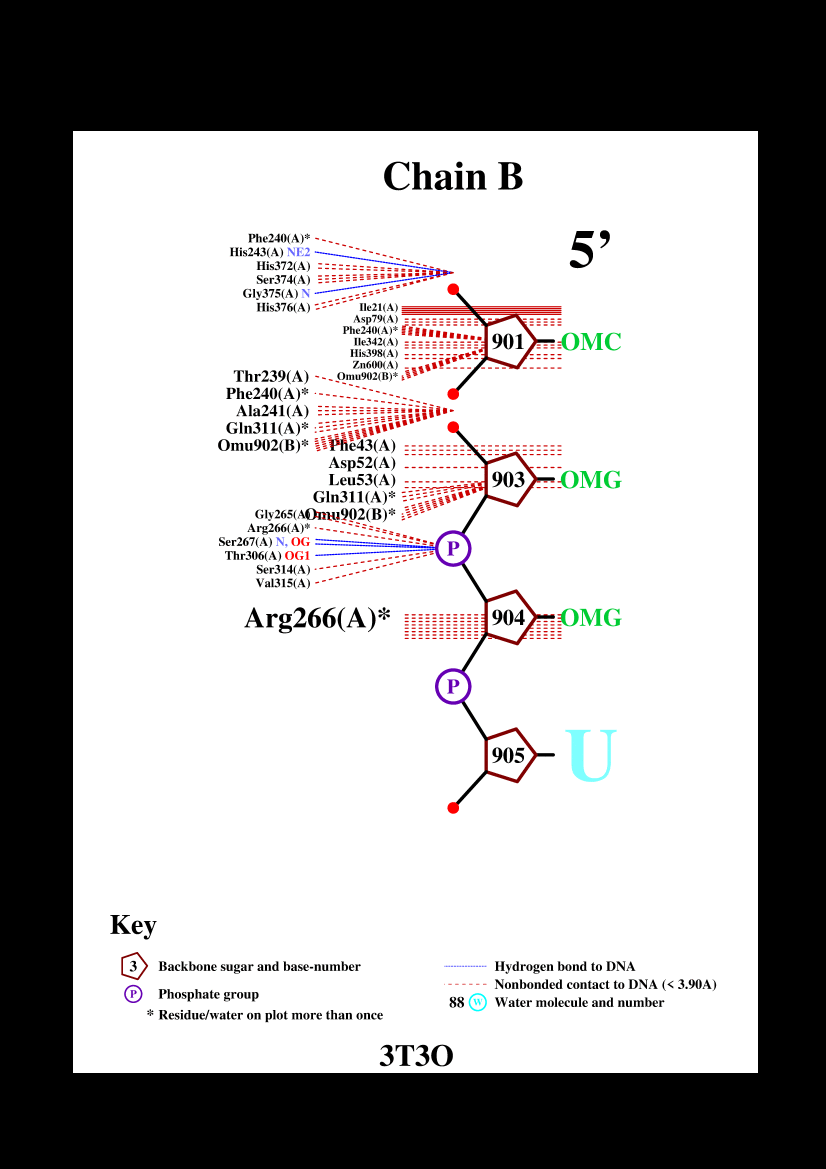 Chain B
5’
Phe240(A)*
His243(A) NE2
His372(A)
Ser374(A)
Gly375(A) N
His376(A)
Ile21(A)
Asp79(A)
Phe240(A)*
Ile342(A)
His398(A)
Zn600(A)
Omu902(B)*
901
OMC
Thr239(A)
Phe240(A)*
Ala241(A)
Gln311(A)*
Omu902(B)*
Phe43(A)
Asp52(A)
Leu53(A)
Gln311(A)*
Omu902(B)*
903
OMG
Gly265(A)
Arg266(A)*
Ser267(A) N, OG
Thr306(A) OG1
Ser314(A)
Val315(A)
P
Arg266(A)*
904
OMG
P
905
U
Key
3 Backbone sugar and base-number
P Phosphate group
* Residue/water on plot more than once
Hydrogen bond to DNA
Nonbonded contact to DNA (< 3.90A)
88 W Water molecule and number
3T3O